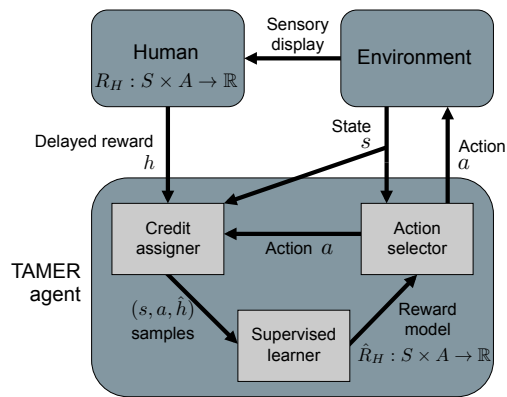 Sensory
display
Human
R_H : S × A → ℝ
Environment
Delayed reward
h
State
s
Action
a
Credit
assigner
Action
selector
Action a
TAMER
agent
(s, a, ĥ)
samples
Supervised
learner
Reward
model
R̂_H : S × A → ℝ